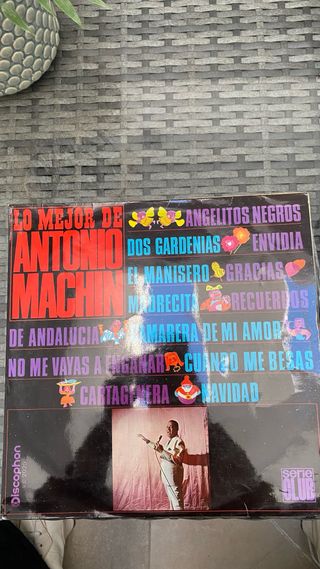 LO MEJOR DE
ANTONIO
MACHIN
ANGELITOS NEGROS
DOS GARDENIAS ENVIDIA
EL MANISERO GRACIAS
MADRECITA RECUERDOS
DE ANDALUCIA CAMARERA DE MI AMOR
NO ME VAYAS A ENGAÑAR CUANDO ME BESAS
CARTAGENERA NAVIDAD
Discophon
serie
CLUB